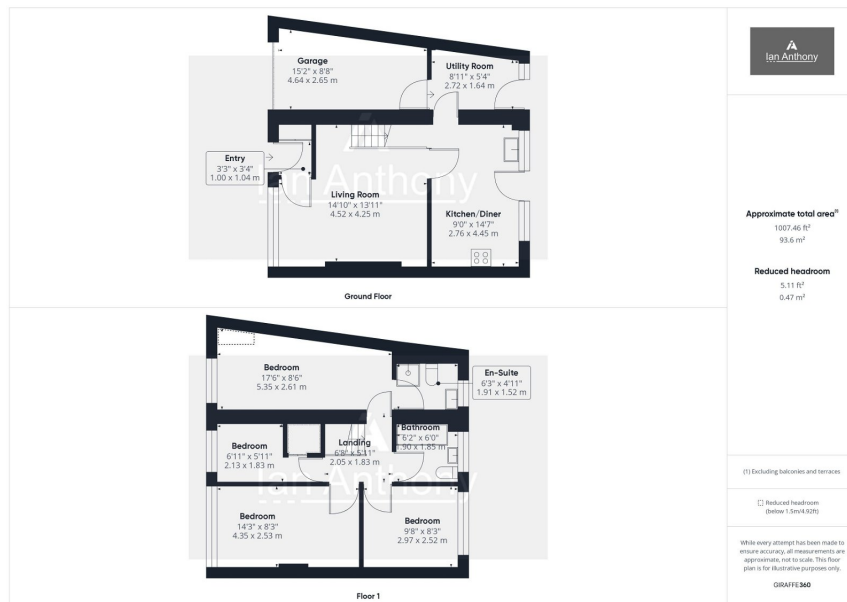 Garage
15'2" x 8'8"
4.64 x 2.65 m
Utility Room
8'11" x 5'4"
2.72 x 1.64 m
Entry
3'3" x 3'4"
1.00 x 1.04 m
Living Room
14'10" x 13'11"
4.52 x 4.25 m
Kitchen/Diner
9'0" x 14'7"
2.76 x 4.45 m
Ian Anthony
Ground Floor
Bedroom
17'6" x 8'6"
5.35 x 2.61 m
En-Suite
6'3" x 4'11"
1.91 x 1.52 m
Bedroom
6'11" x 5'11"
2.13 x 1.83 m
Landing
6'8" x 5'11"
2.05 x 1.83 m
Bathroom
6'2" x 6'0"
1.90 x 1.85 m
Ian Anthony
Bedroom
14'3" x 8'3"
4.35 x 2.53 m
Bedroom
9'8" x 8'3"
2.97 x 2.52 m
Floor 1
Ian Anthony
Approximate total area⁽¹⁾
1007.46 ft²
93.6 m²
Reduced headroom
5.11 ft²
0.47 m²
(1) Excluding balconies and terraces
Reduced headroom
(below 1.5m/4.92ft)
While every attempt has been made to
ensure accuracy, all measurements are
approximate, not to scale. This floor
plan is for illustrative purposes only.
GIRAFFE360